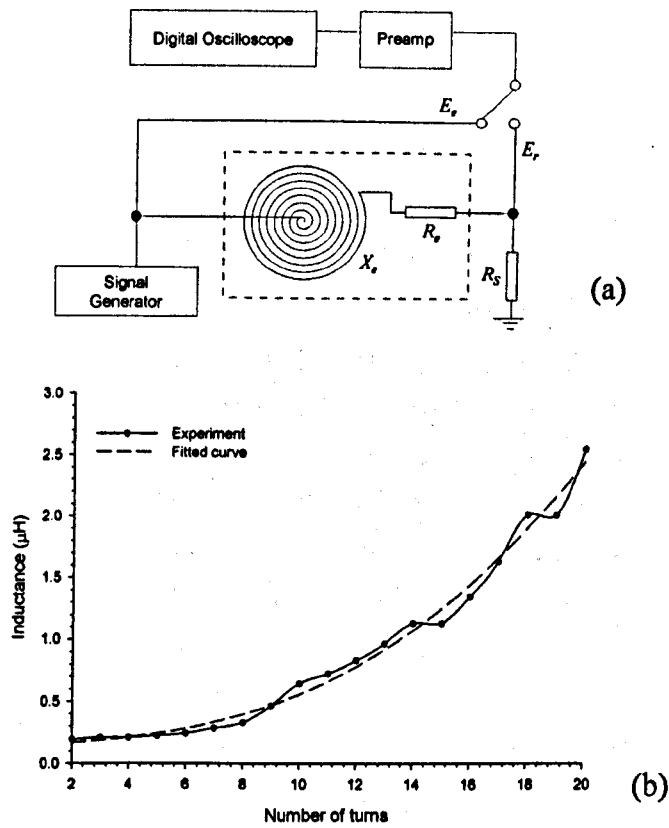 Digital Oscilloscope
Preamp
Eₑ
Eᵣ
Xₑ
Rₑ
R_S
Signal
Generator
(a)
3.0
2.5
2.0
1.5
1.0
0.5
0.0
Inductance (μH)
Experiment
Fitted curve
2 4 6 8 10 12 14 16 18 20
Number of turns
(b)